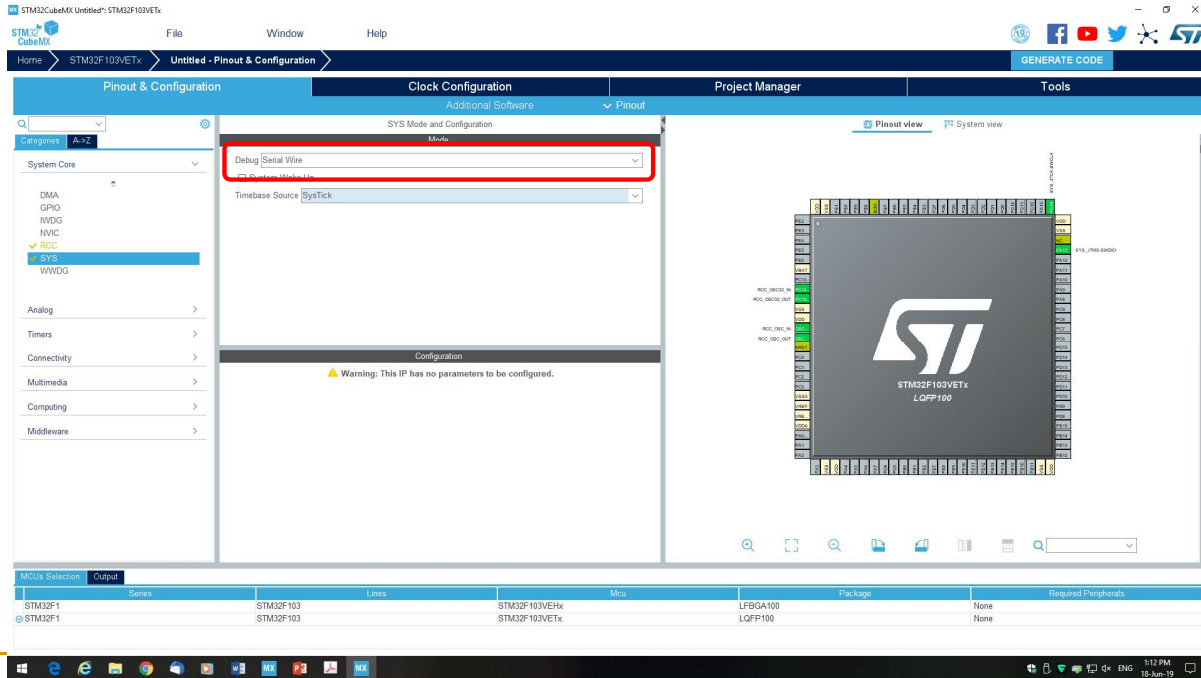 STM32CubeMX Untitled*: STM32F103VETx
STM32
CubeMX
File
Window
Help
Home
STM32F103VETx
Untitled - Pinout & Configuration
GENERATE CODE
Pinout & Configuration
Clock Configuration
Project Manager
Tools
Additional Software
Pinout
Categories
A->Z
System Core
DMA
GPIO
IWDG
NVIC
RCC
SYS
WWDG
Analog
Timers
Connectivity
Multimedia
Computing
Middleware
SYS Mode and Configuration
Mode
Debug Serial Wire
System Wake-Up
Timebase Source SysTick
Configuration
Warning: This IP has no parameters to be configured.
Pinout view
System view
SYS_JTCK-SWCLK
SYS_JTMS-SWDIO
RCC_OSC32_IN
RCC_OSC32_OUT
RCC_OSC_IN
RCC_OSC_OUT
STM32F103VETx
LQFP100
MCUs Selection
Output
Series
Lines
Mcu
Package
Required Peripherals
STM32F1
STM32F103
STM32F103VEHx
LFBGA100
None
STM32F1
STM32F103
STM32F103VETx
LQFP100
None
ENG
1:12 PM
18-Jun-19